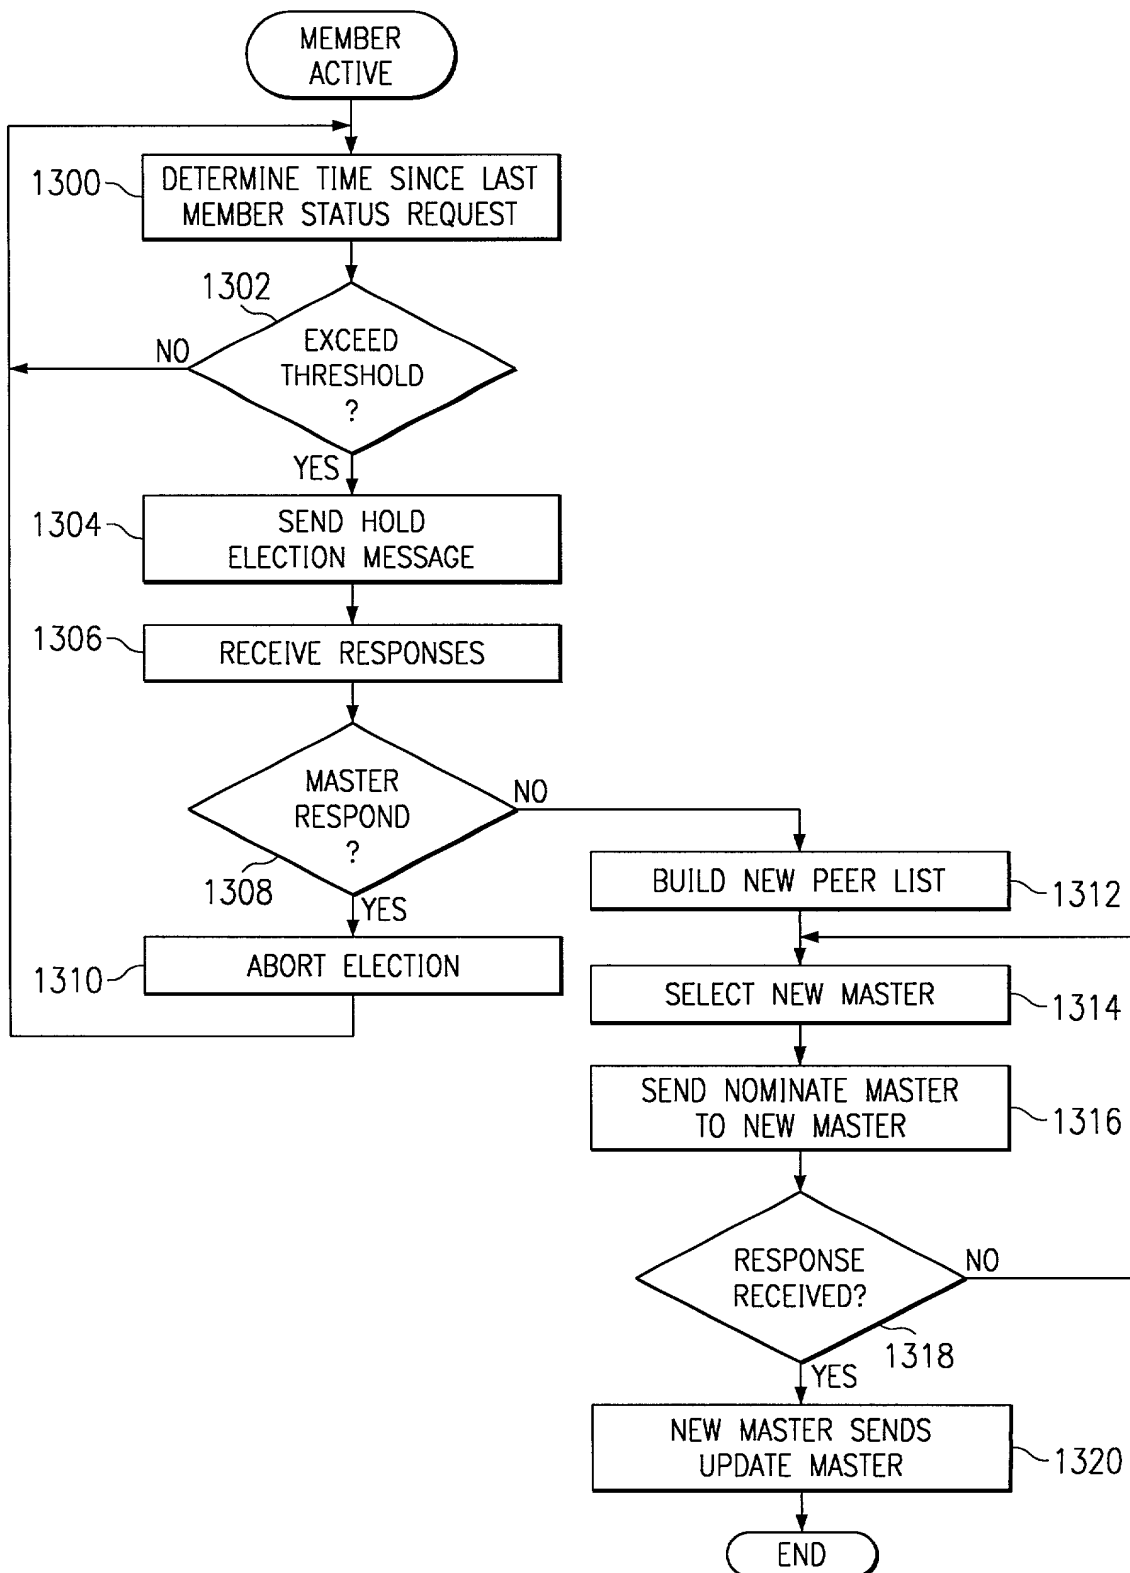 MEMBER
ACTIVE
1300
DETERMINE TIME SINCE LAST
MEMBER STATUS REQUEST
1302
EXCEED
THRESHOLD
?
NO
YES
1304
SEND HOLD
ELECTION MESSAGE
1306
RECEIVE RESPONSES
MASTER
RESPOND
?
NO
1308
YES
1310
ABORT ELECTION
BUILD NEW PEER LIST
1312
SELECT NEW MASTER
1314
SEND NOMINATE MASTER
TO NEW MASTER
1316
RESPONSE
RECEIVED?
NO
1318
YES
NEW MASTER SENDS
UPDATE MASTER
1320
END